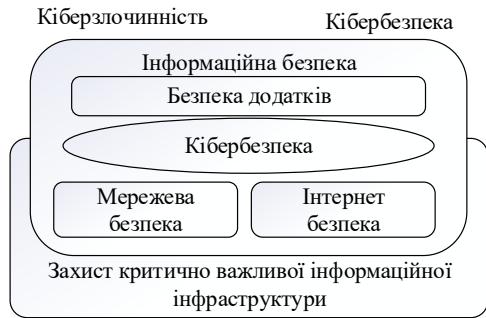 Кіберзлочинність
Кібербезпека
Інформаційна безпека
Безпека додатків
Кібербезпека
Мережева
безпека
Інтернет
безпека
Захист критично важливої інформаційної
інфраструктури